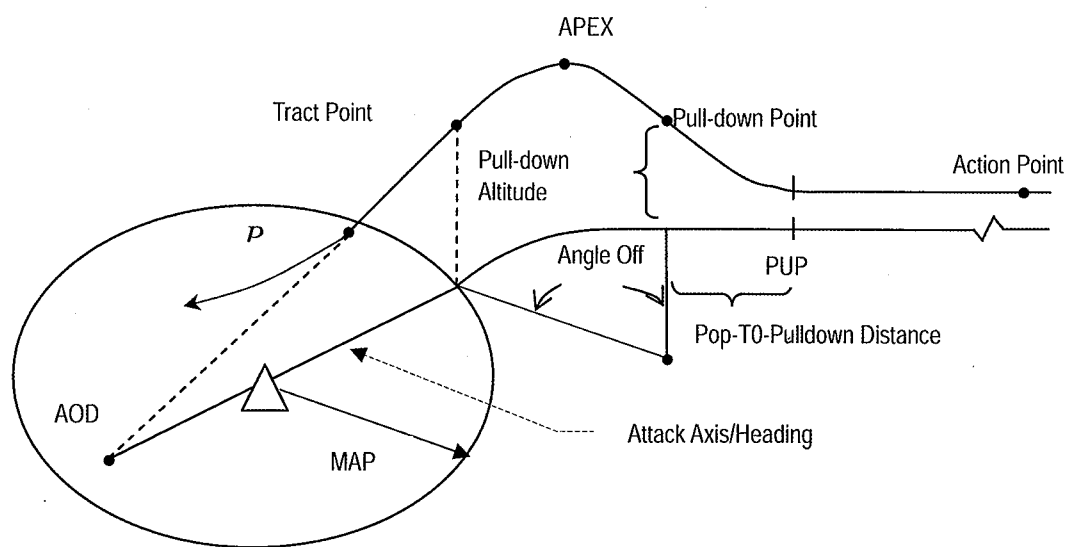 APEX
Tract Point
Pull-down Point
Pull-down
Altitude
Action Point
P
Angle Off
PUP
Pop-T0-Pulldown Distance
AOD
Attack Axis/Heading
MAP